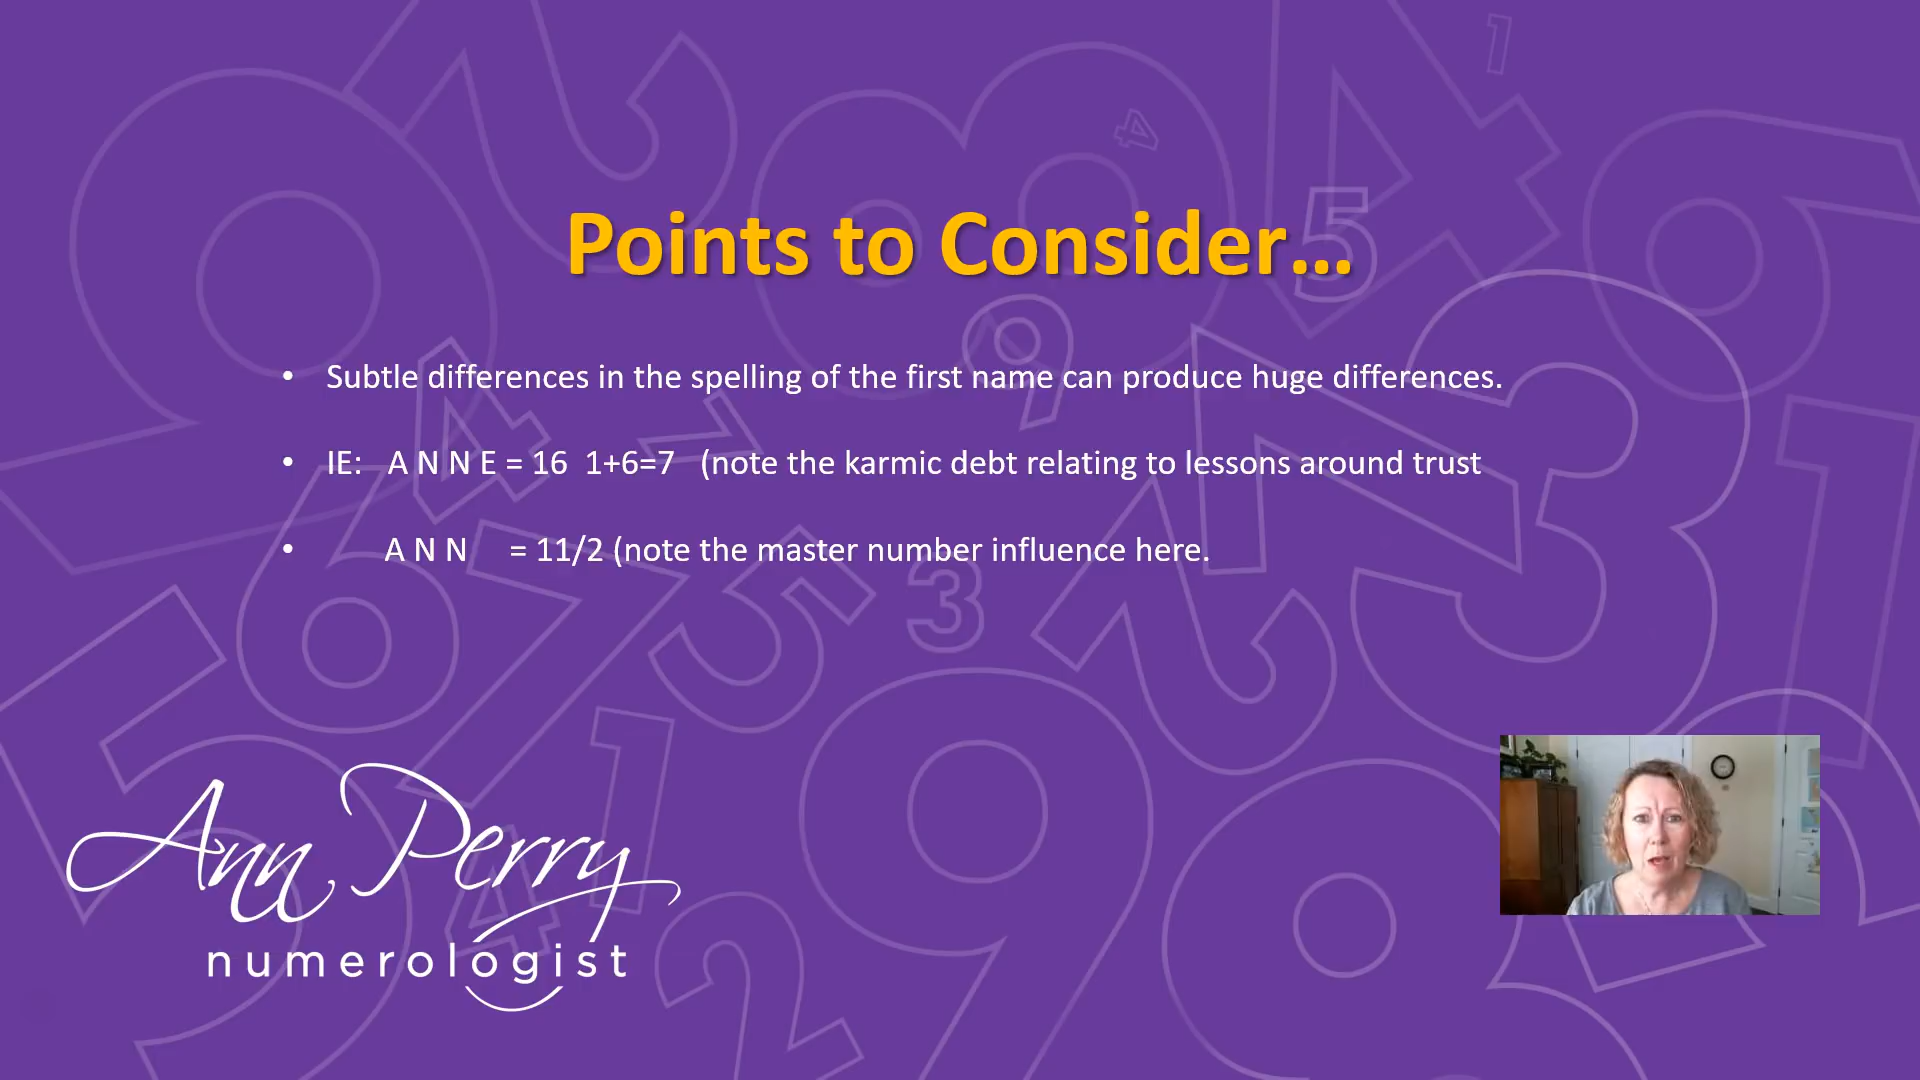 Points to Consider...
• Subtle differences in the spelling of the first name can produce huge differences.
• IE: A N N E = 16 1+6=7 (note the karmic debt relating to lessons around trust
• A N N = 11/2 (note the master number influence here.
Ann Perry
numerologist